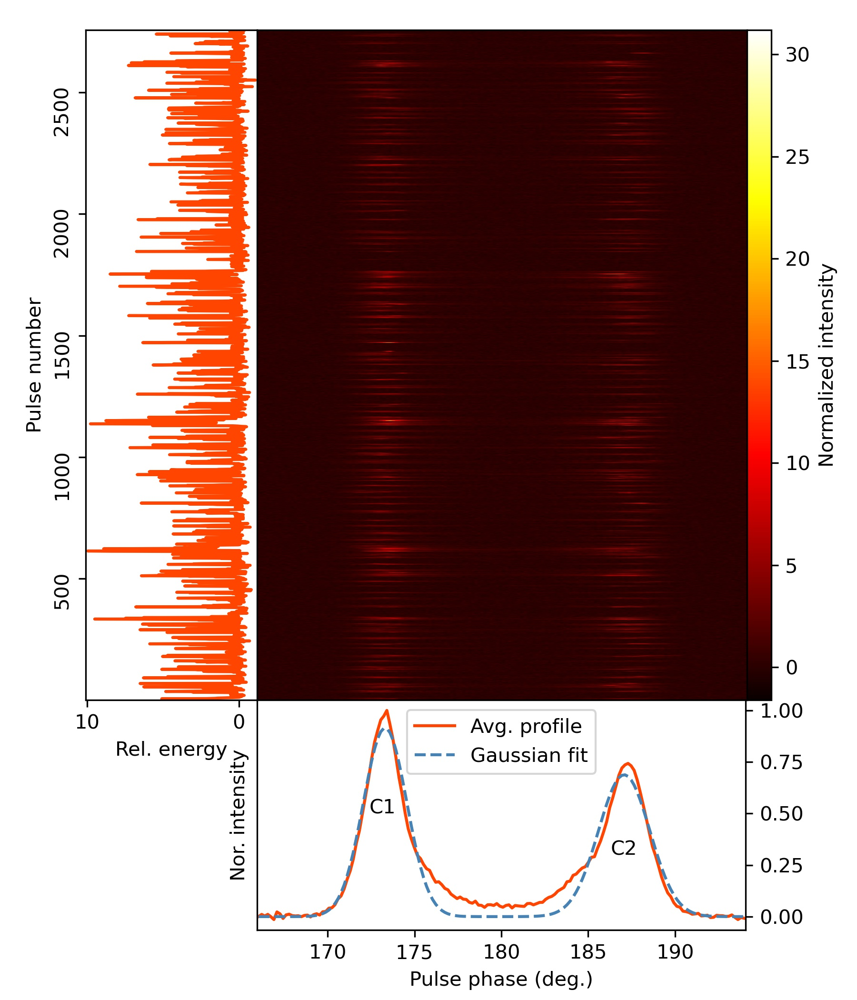 Pulse number
2500
2000
1500
1000
500
10
0
Rel. energy
30
25
20
15
10
5
0
Normalized intensity
Avg. profile
Gaussian fit
C1
C2
Nor. intensity
1.00
0.75
0.50
0.25
0.00
170
175
180
185
190
Pulse phase (deg.)